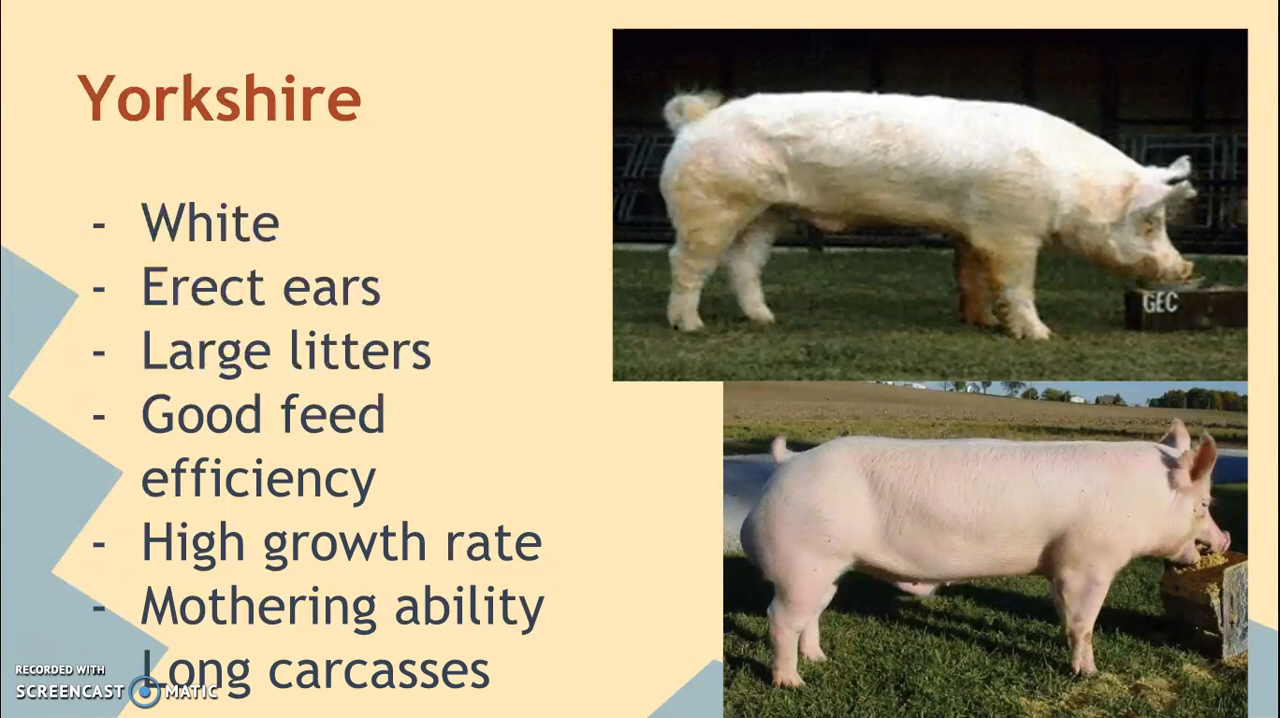 Yorkshire
- White
- Erect ears
- Large litters
- Good feed
efficiency
- High growth rate
- Mothering ability
Long carcasses
GEC
RECORDED WITH
SCREENCAST MATIC